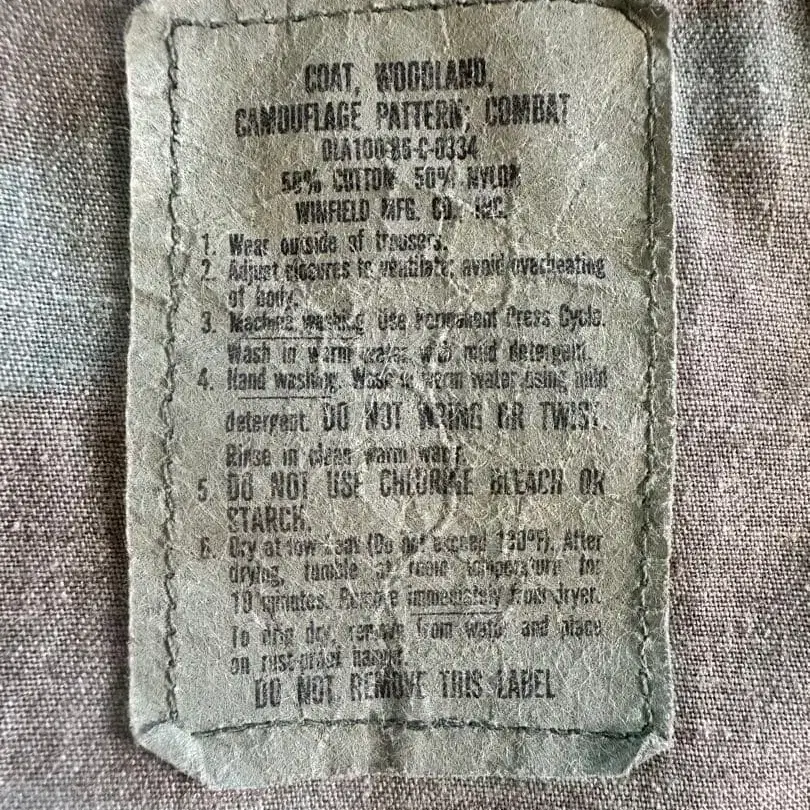 COAT, WOODLAND,
CAMOUFLAGE PATTERN; COMBAT
DLA100-86-C-0334
50% COTTON 50% NYLON
WINFIELD MFG. CO., INC.
1. Wear outside of trousers.
2. Adjust closures to ventilate; avoid overheating
of body.
3. Machine washing. Use Permanent Press Cycle.
Wash in warm water with mild detergent.
4. Hand washing. Wash in warm water using mild
detergent. DO NOT WRING OR TWIST.
Rinse in clean warm water.
5. DO NOT USE CHLORINE BLEACH OR
STARCH.
6. Dry at low heat (Do not exceed 130°F). After
drying, tumble at room temperature for
10 minutes. Remove immediately from dryer.
To drip dry, remove from water and place
on rust-proof hanger.
DO NOT REMOVE THIS LABEL